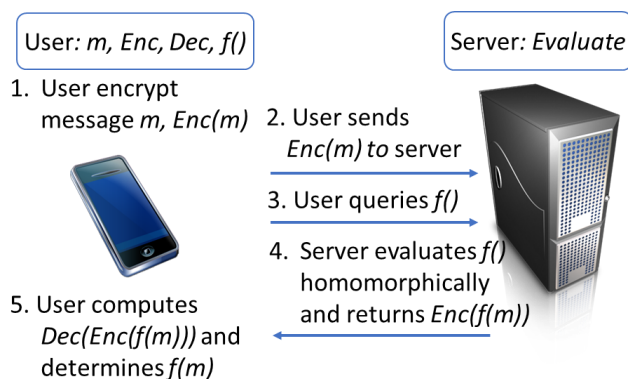 User: m, Enc, Dec, f()
Server: Evaluate
1. User encrypt
message m, Enc(m)
2. User sends
Enc(m) to server
3. User queries f()
4. Server evaluates f()
homomorphically
and returns Enc(f(m))
5. User computes
Dec(Enc(f(m))) and
determines f(m)